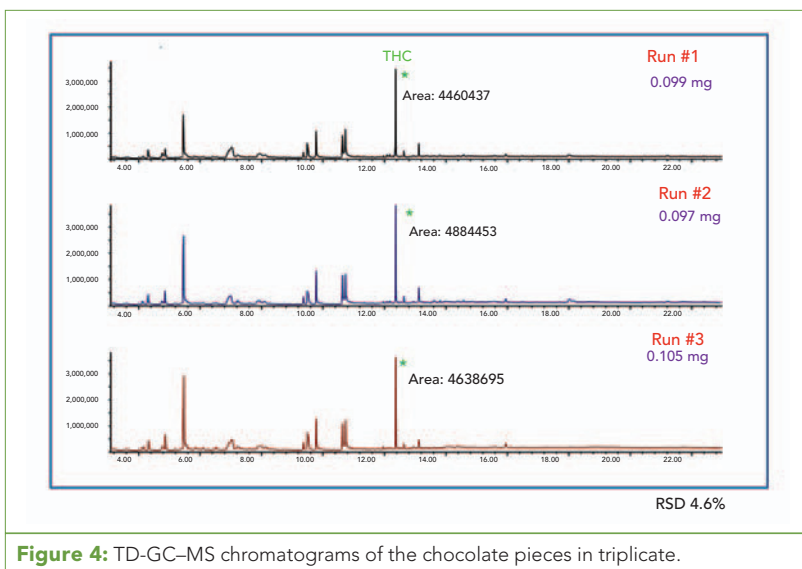 THC
Run #1
0.099 mg
Area: 4460437
3,000,000
2,000,000
1,000,000
4.00 6.00 8.00 10.00 12.00 14.00 16.00 18.00 20.00 22.00
Run #2
0.097 mg
Area: 4884453
3,000,000
2,000,000
1,000,000
4.00 6.00 8.00 10.00 12.00 14.00 16.00 18.00 20.00 22.00
Run #3
0.105 mg
Area: 4638695
3,000,000
2,000,000
1,000,000
4.00 6.00 8.00 10.00 12.00 14.00 16.00 18.00 20.00 22.00
RSD 4.6%
Figure 4: TD-GC–MS chromatograms of the chocolate pieces in triplicate.